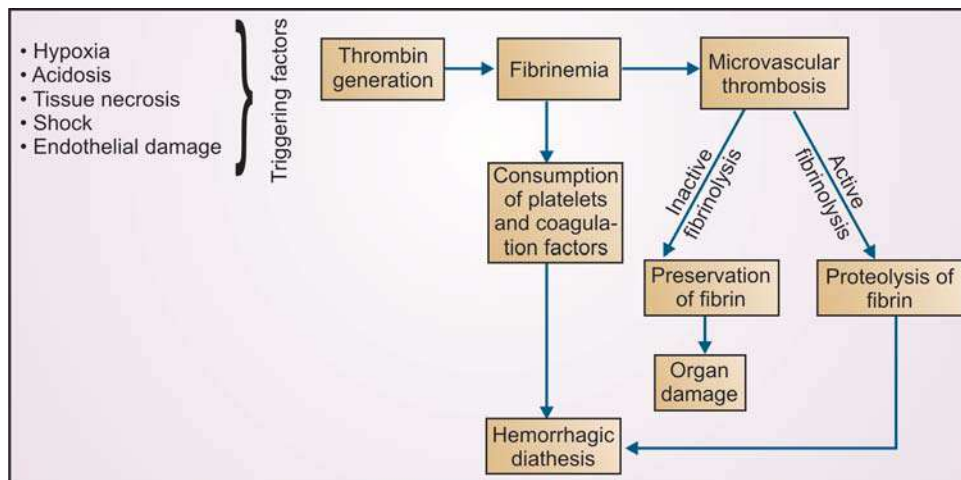 • Hypoxia
• Acidosis
• Tissue necrosis
• Shock
• Endothelial damage
Triggering factors
Thrombin
generation
Fibrinemia
Microvascular
thrombosis
Consumption
of platelets
and coagula-
tion factors
Inactive
fibrinolysis
Active
fibrinolysis
Preservation
of fibrin
Proteolysis of
fibrin
Organ
damage
Hemorrhagic
diathesis